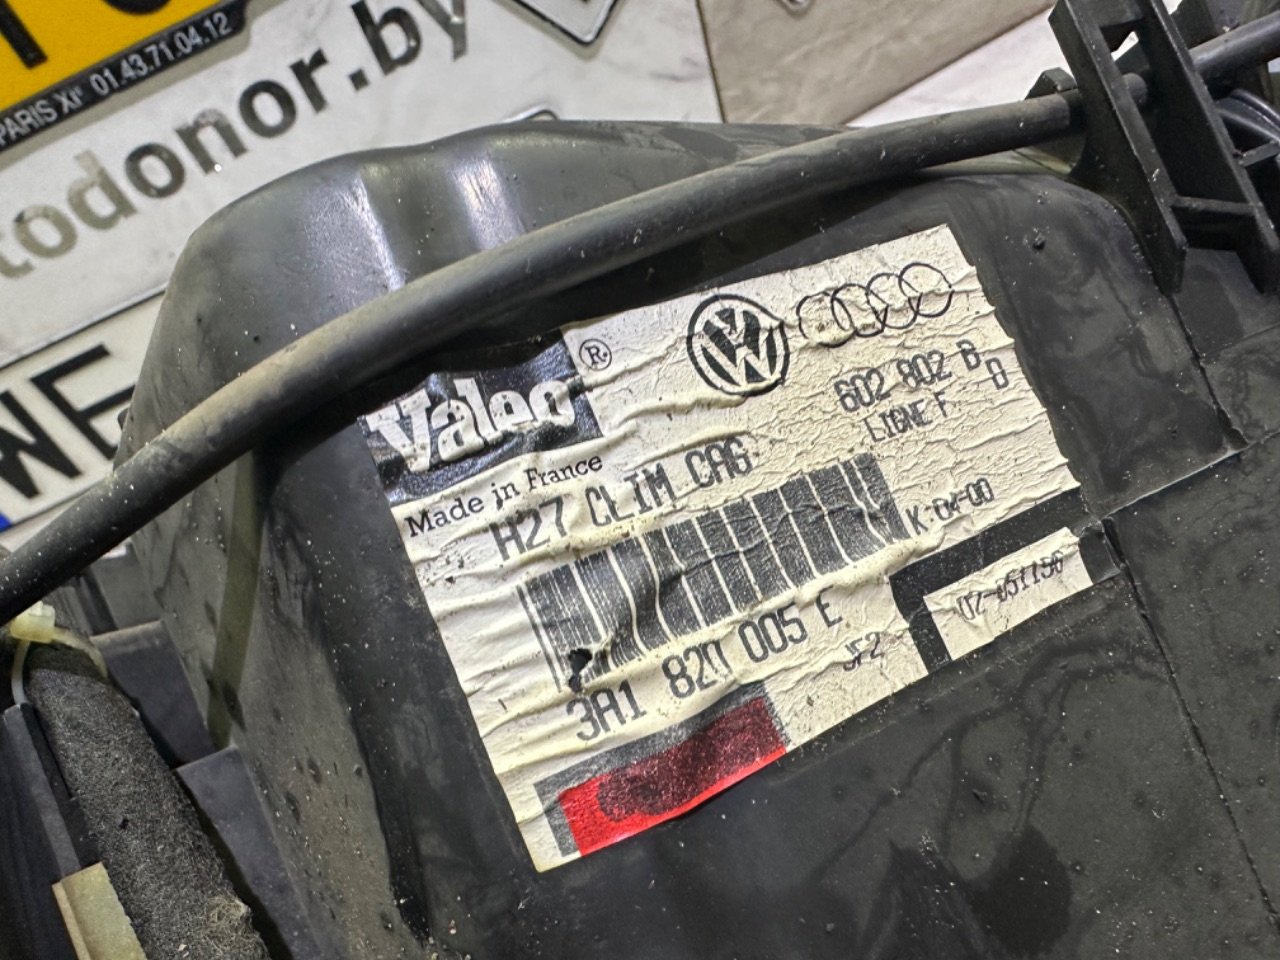 PARIS XIᵉ 01.43.71.04.12
todonor.by
WE
Valeo ®
Made in France
602 802 B D
LIGNE F
H27 CLIM CAG
K:04-00
3A1 820 005 E
JF2